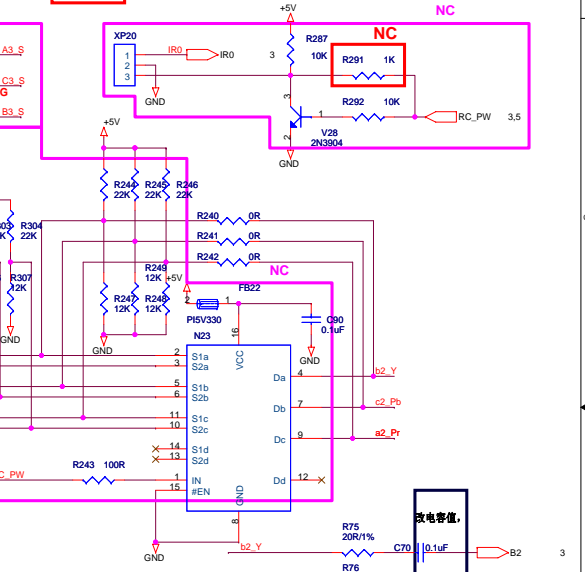 +5V
NC
XP20
R287
NC
A3_S
1
IR0
IR0
3
10K
R291
1K
2
3
C3_S
G
GND
3
R292
10K
B3_S
1
RC_PW
3,5
+5V
2
V28
2N3904
GND
R244
R245
R246
22K
22K
22K
R240
0R
R304
22K
R241
0R
R242
0R
R249
NC
R307
12K
+5V
12K
FB22
R247
R248
2
1
12K
12K
PI5V330
C90
0.1uF
GND
N23
16
GND
GND
VCC
2
S1a
3
S2a
Da
4
b2_Y
5
S1b
6
S2b
Db
7
c2_Pb
11
S1c
10
S2c
Dc
9
a2_Pr
14
S1d
13
S2d
C_PW
R243
100R
1
IN
Dd
12
15
#EN
GND
8
改电容值,
GND
b2_Y
R75
20R/1%
C70
0.1uF
B2
3
R76